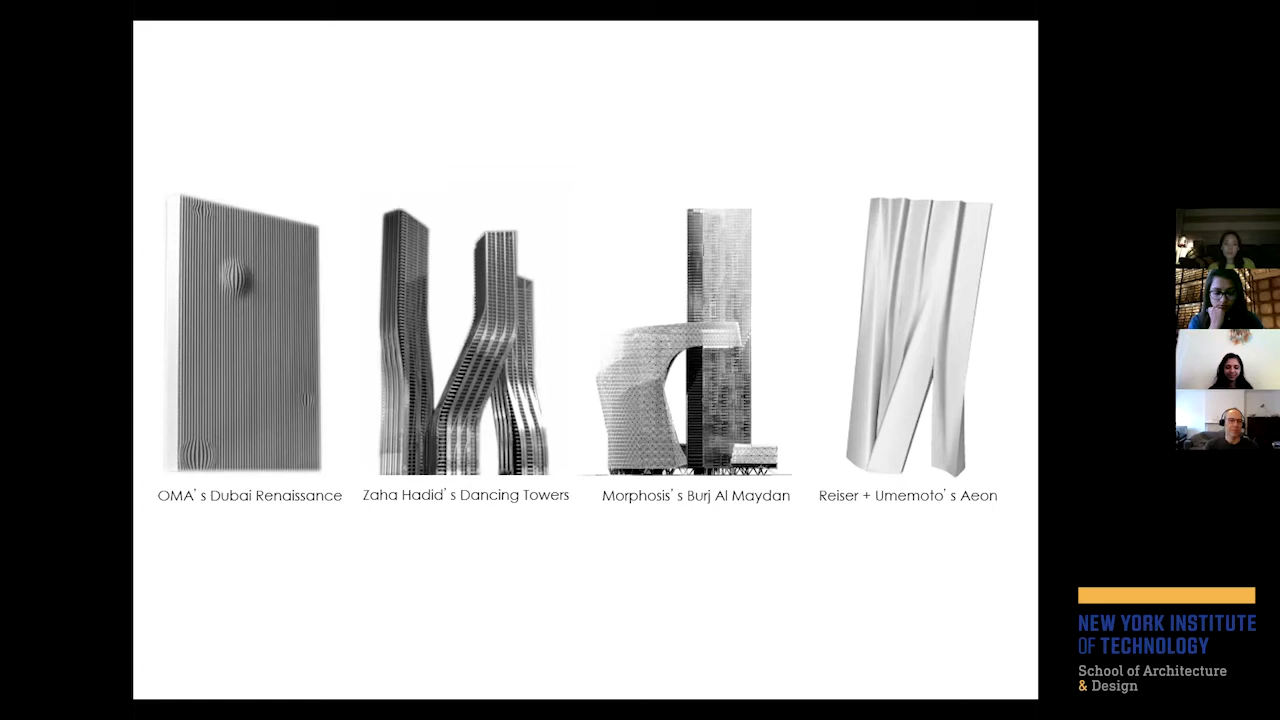 OMA's Dubai Renaissance
Zaha Hadid's Dancing Towers
Morphosis's Burj Al Maydan
Reiser + Umemoto's Aeon
NEW YORK INSTITUTE
OF TECHNOLOGY
School of Architecture
& Design